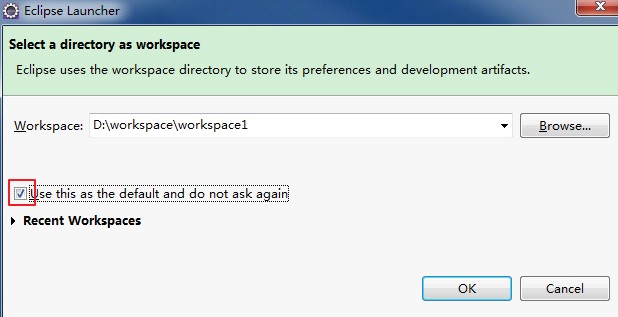 Eclipse Launcher
Select a directory as workspace
Eclipse uses the workspace directory to store its preferences and development artifacts.
Workspace: D:\workspace\workspace1 Browse...
Use this as the default and do not ask again
Recent Workspaces
OK Cancel